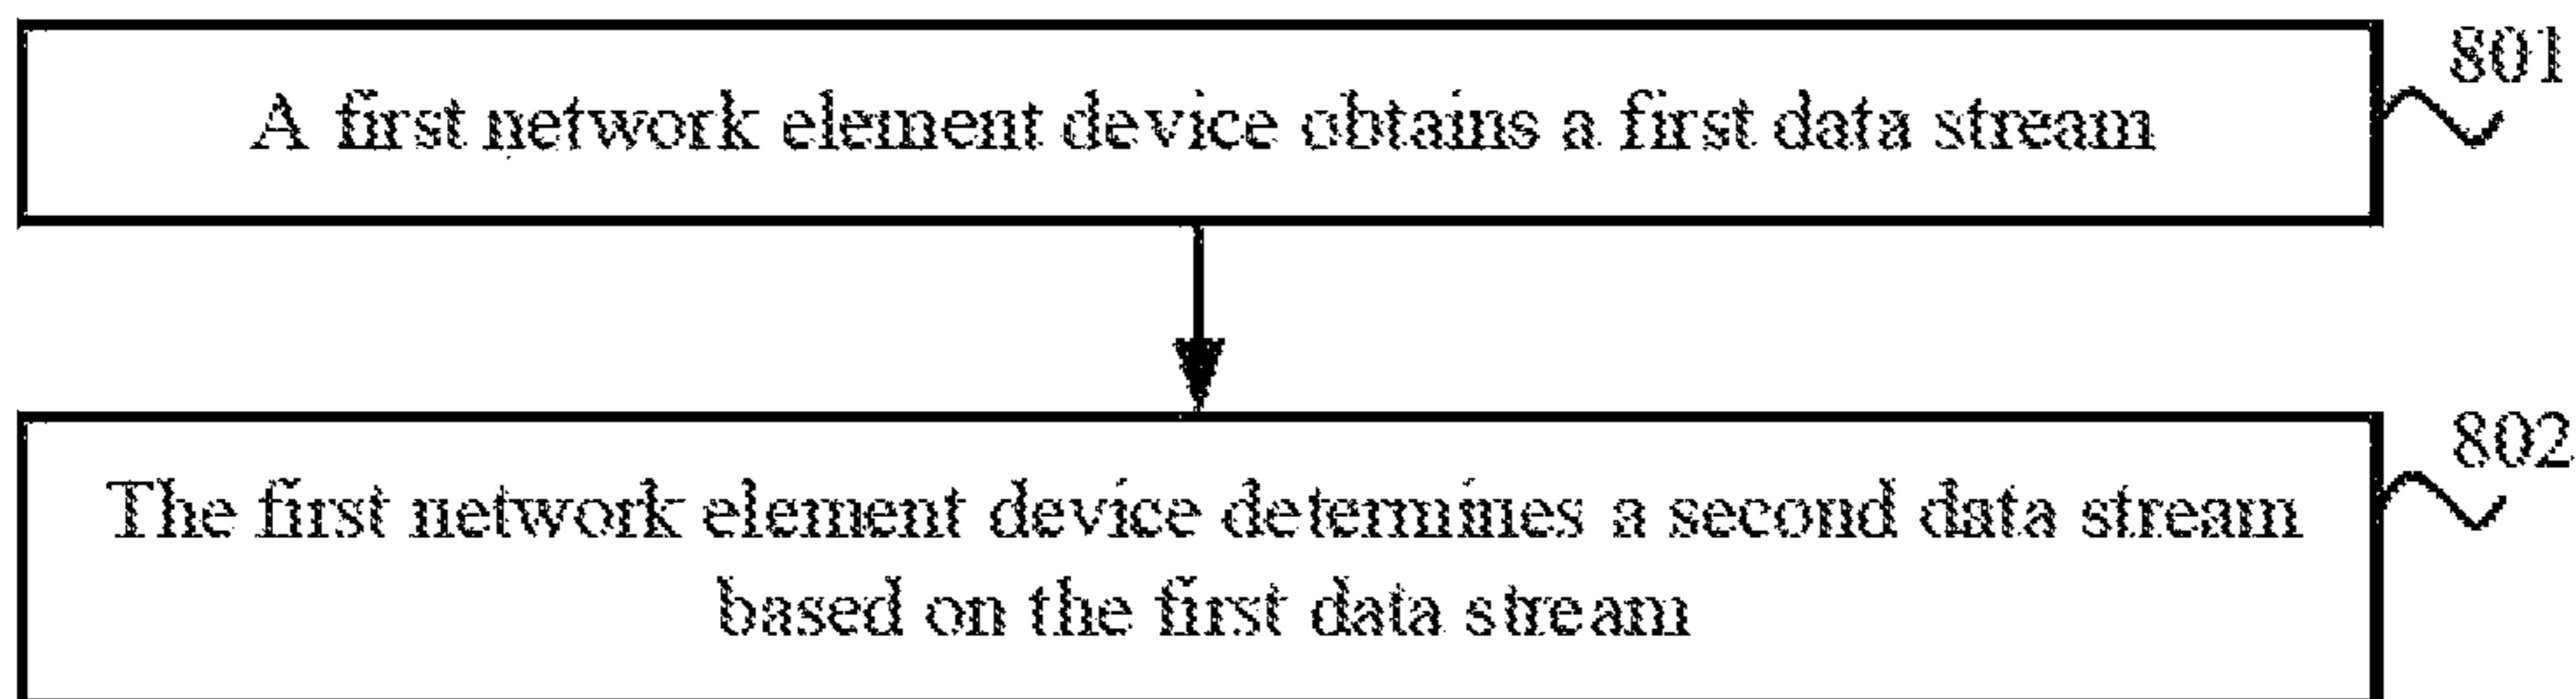 801
A first network element device obtains a first data stream
802
The first network element device determines a second data stream
based on the first data stream